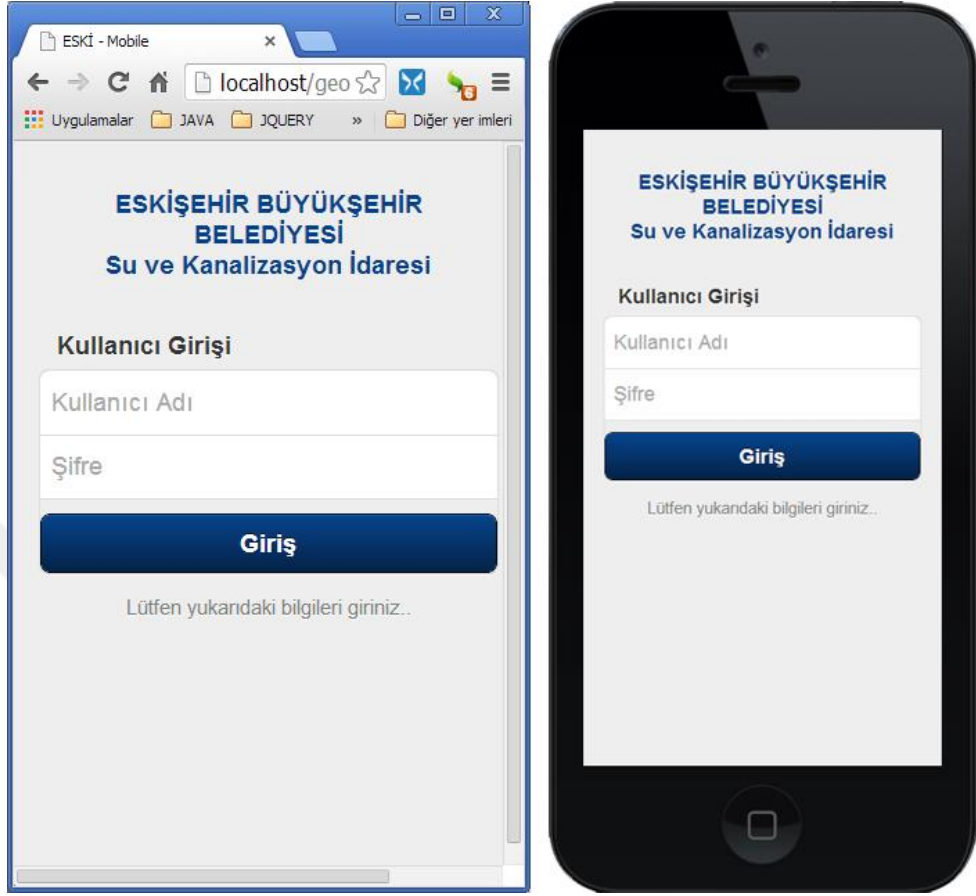 ESKİ - Mobile
localhost/geo
6
Uygulamalar JAVA JQUERY » Diğer yer imleri
ESKİŞEHİR BÜYÜKŞEHİR
BELEDİYESİ
Su ve Kanalizasyon İdaresi
Kullanıcı Girişi
Kullanıcı Adı
Şifre
Giriş
Lütfen yukarıdaki bilgileri giriniz..
ESKİŞEHİR BÜYÜKŞEHİR
BELEDİYESİ
Su ve Kanalizasyon İdaresi
Kullanıcı Girişi
Kullanıcı Adı
Şifre
Giriş
Lütfen yukarıdaki bilgileri giriniz..